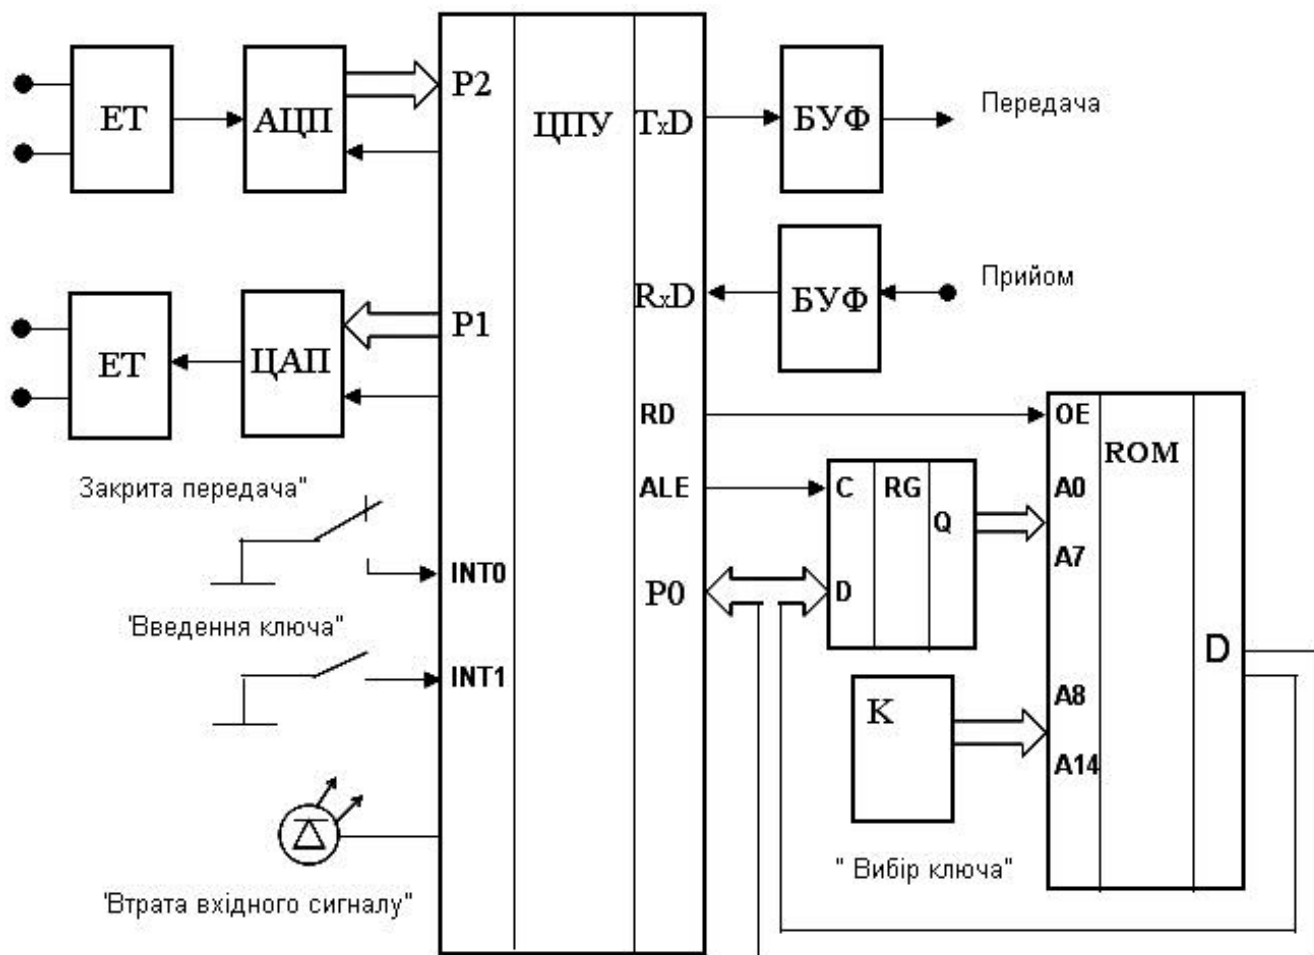 ЕТ
АЦП
P2
ЦПУ
TxD
БУФ
Передача
ЕТ
ЦАП
P1
RxD
БУФ
Прийом
RD
OE
ROM
Закрита передача"
ALE
C
RG
Q
A0
A7
INT0
P0
D
"Введення ключа"
INT1
K
A8
A14
D
" Вибір ключа"
"Втрата вхідного сигналу"